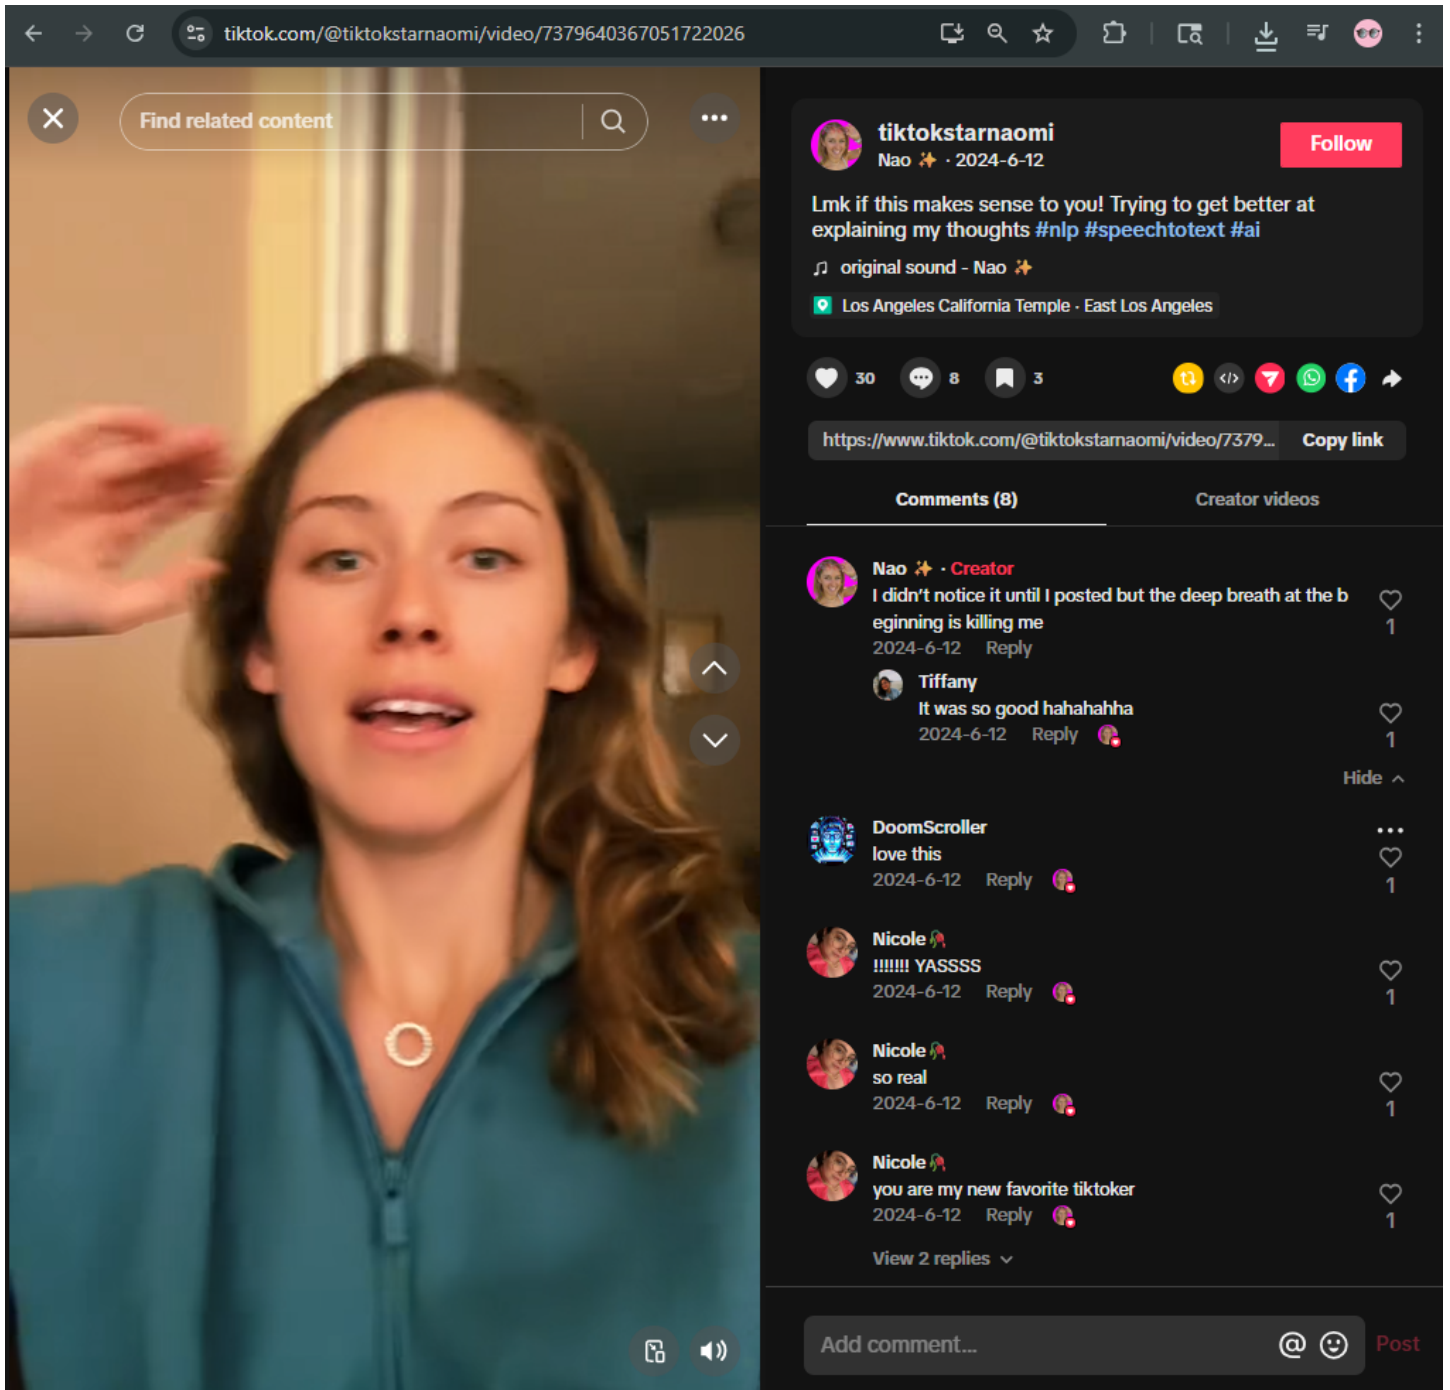 tiktok.com/@tiktokstarnaomi/video/7379640367051722026
Find related content
tiktokstarnaomi
Nao ✨ · 2024-6-12
Follow
Lmk if this makes sense to you! Trying to get better at
explaining my thoughts #nlp #speechtotext #ai
original sound - Nao ✨
Los Angeles California Temple · East Los Angeles
30
8
3
https://www.tiktok.com/@tiktokstarnaomi/video/7379...
Copy link
Comments (8)
Creator videos
Nao ✨ · Creator
I didn't notice it until I posted but the deep breath at the b
eginning is killing me
1
2024-6-12 Reply
Tiffany
It was so good hahahahha
2024-6-12 Reply
1
Hide
DoomScroller
love this
2024-6-12 Reply
1
Nicole🥀
!!!!!!! YASSSS
2024-6-12 Reply
1
Nicole🥀
so real
2024-6-12 Reply
1
Nicole🥀
you are my new favorite tiktoker
2024-6-12 Reply
1
View 2 replies
Add comment...
@
Post